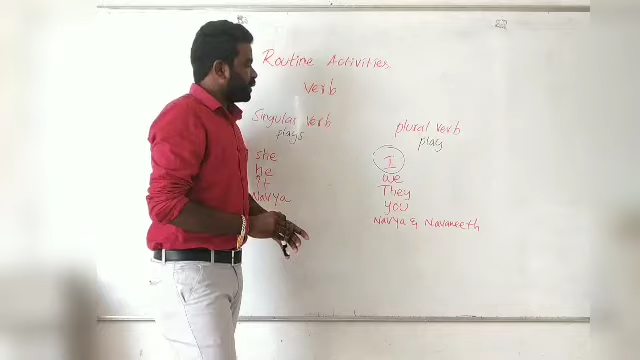 Routine Activities
Verb
Singular verb
plays
she
he
It
Navya
plural verb
play
I
we
They
you
Navya & Navaneeth